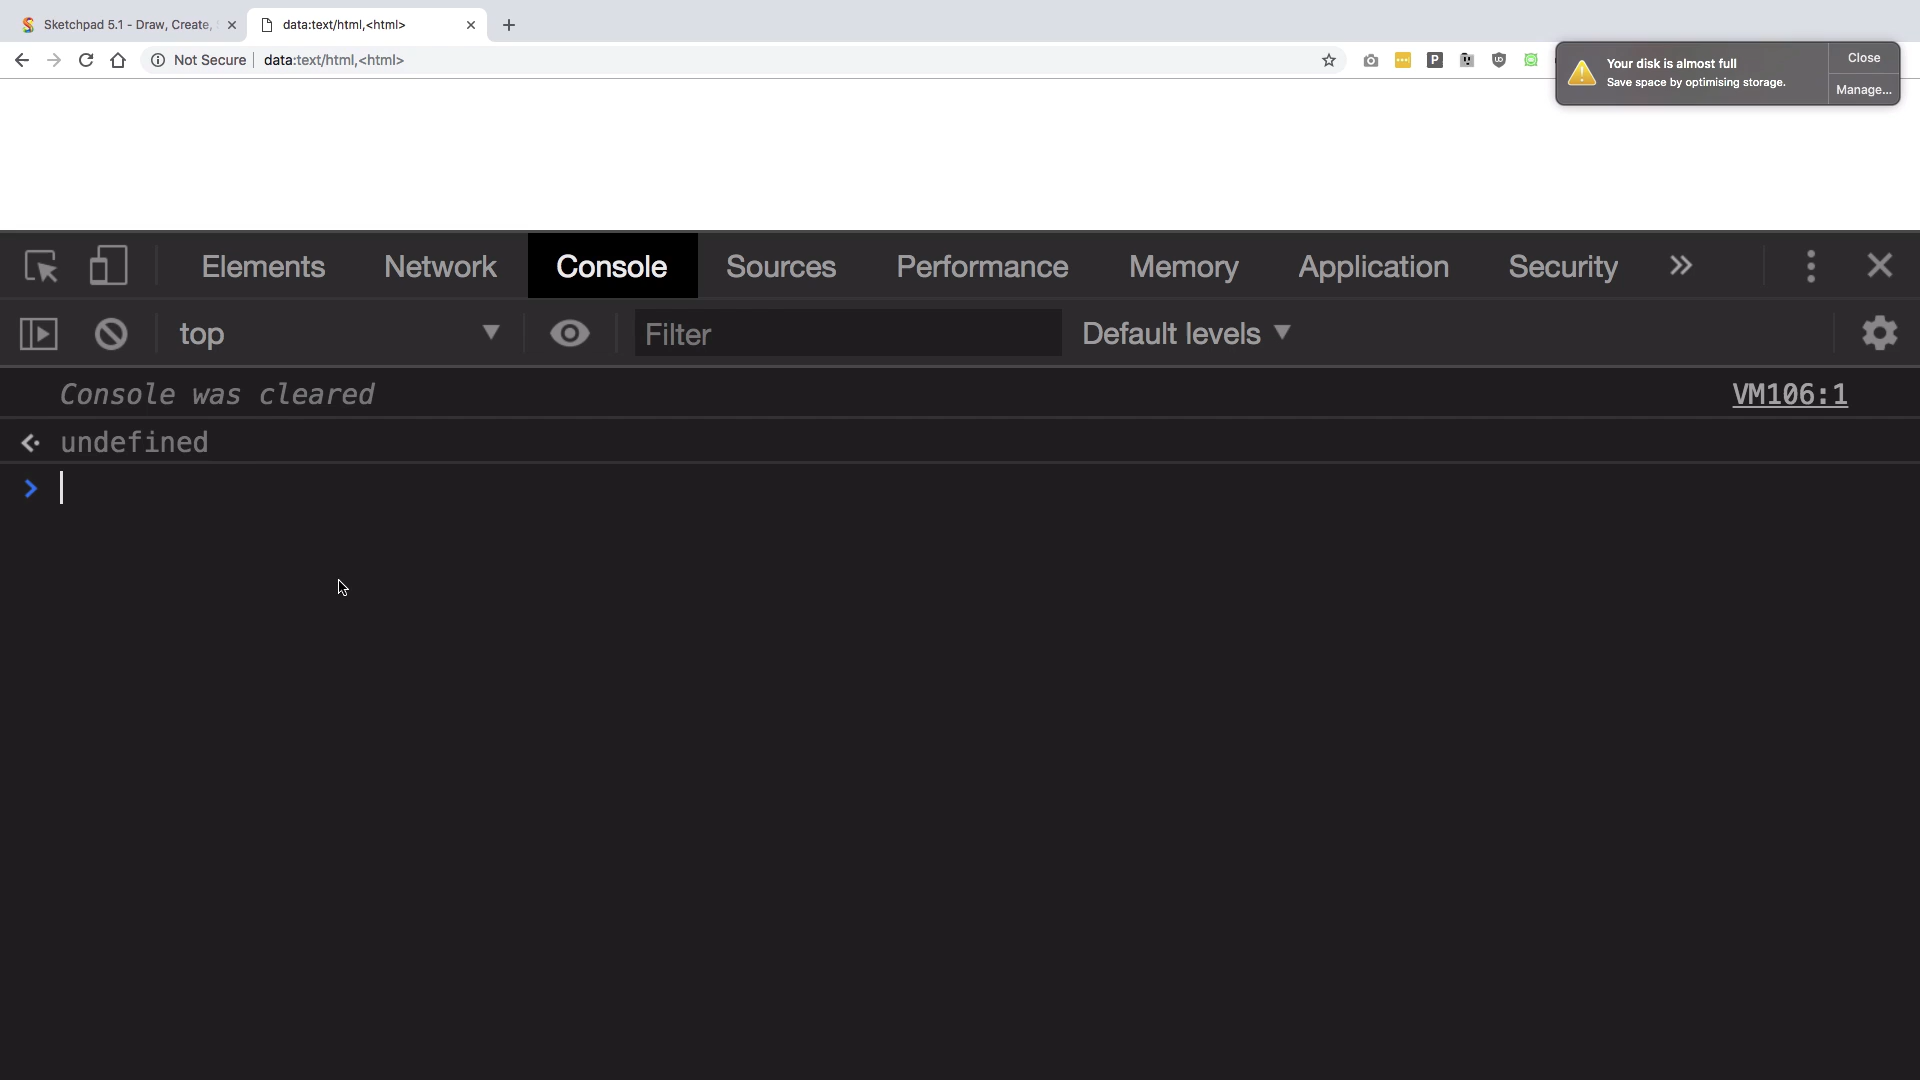 Sketchpad 5.1 - Draw, Create,
data:text/html,<html>
Not Secure
data:text/html,<html>
Your disk is almost full
Save space by optimising storage.
Close
Manage...
Elements
Network
Console
Sources
Performance
Memory
Application
Security
top
Filter
Default levels
Console was cleared
VM106:1
undefined